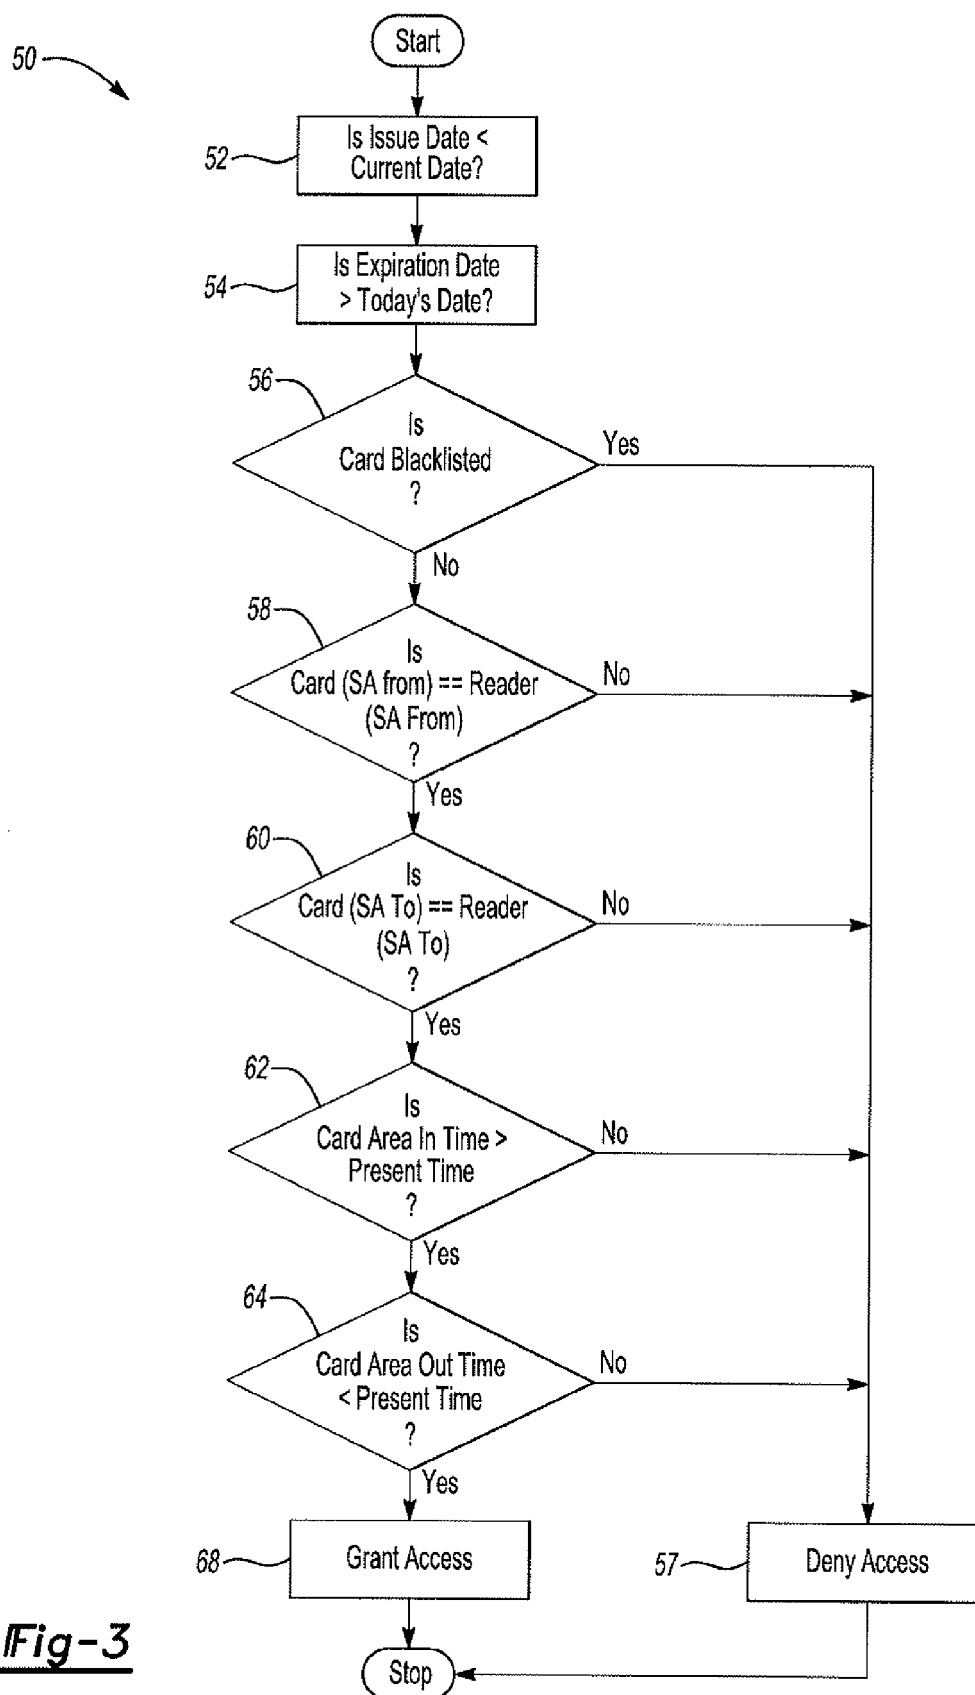 50
Start
52
Is Issue Date <
Current Date?
54
Is Expiration Date
> Today's Date?
56
Is
Card Blacklisted
?
Yes
No
58
Is
Card (SA from) == Reader
(SA From)
?
No
Yes
60
Is
Card (SA To) == Reader
(SA To)
?
No
Yes
62
Is
Card Area In Time >
Present Time
?
No
Yes
64
Is
Card Area Out Time
< Present Time
?
No
Yes
68
Grant Access
57
Deny Access
Fig-3
Stop